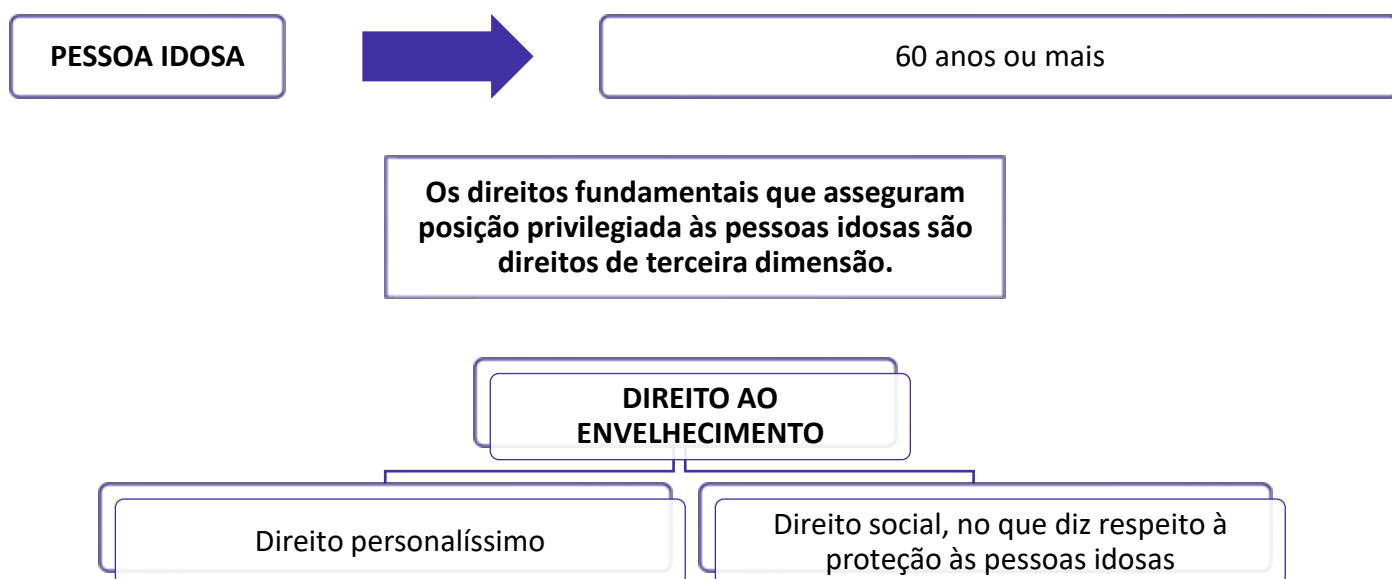 PESSOA IDOSA
60 anos ou mais
Os direitos fundamentais que asseguram
posição privilegiada às pessoas idosas são
direitos de terceira dimensão.
DIREITO AO
ENVELHECIMENTO
Direito personalíssimo
Direito social, no que diz respeito à
proteção às pessoas idosas